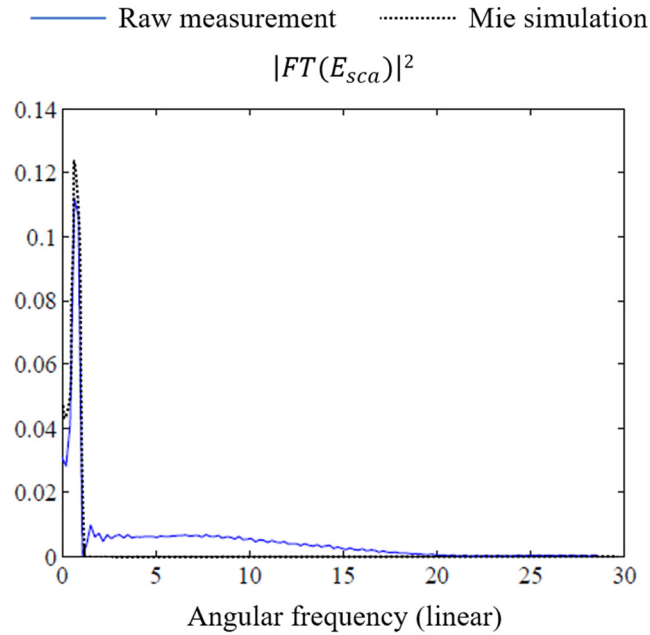 Raw measurement Mie simulation
|FT(E_sca)|²
0.14
0.12
0.1
0.08
0.06
0.04
0.02
0
0 5 10 15 20 25 30
Angular frequency (linear)